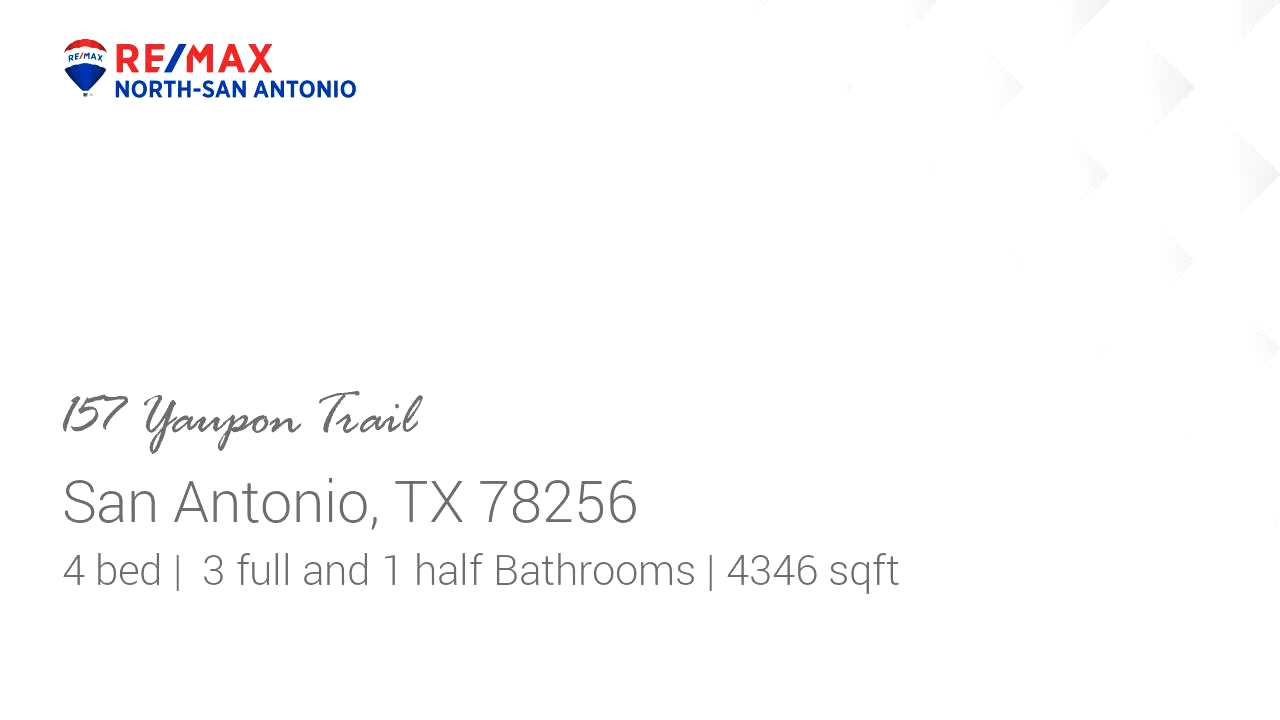 RE/MAX
RE/MAX
NORTH-SAN ANTONIO
157 Yaupon Trail
San Antonio, TX 78256
4 bed |  3 full and 1 half Bathrooms | 4346 sqft